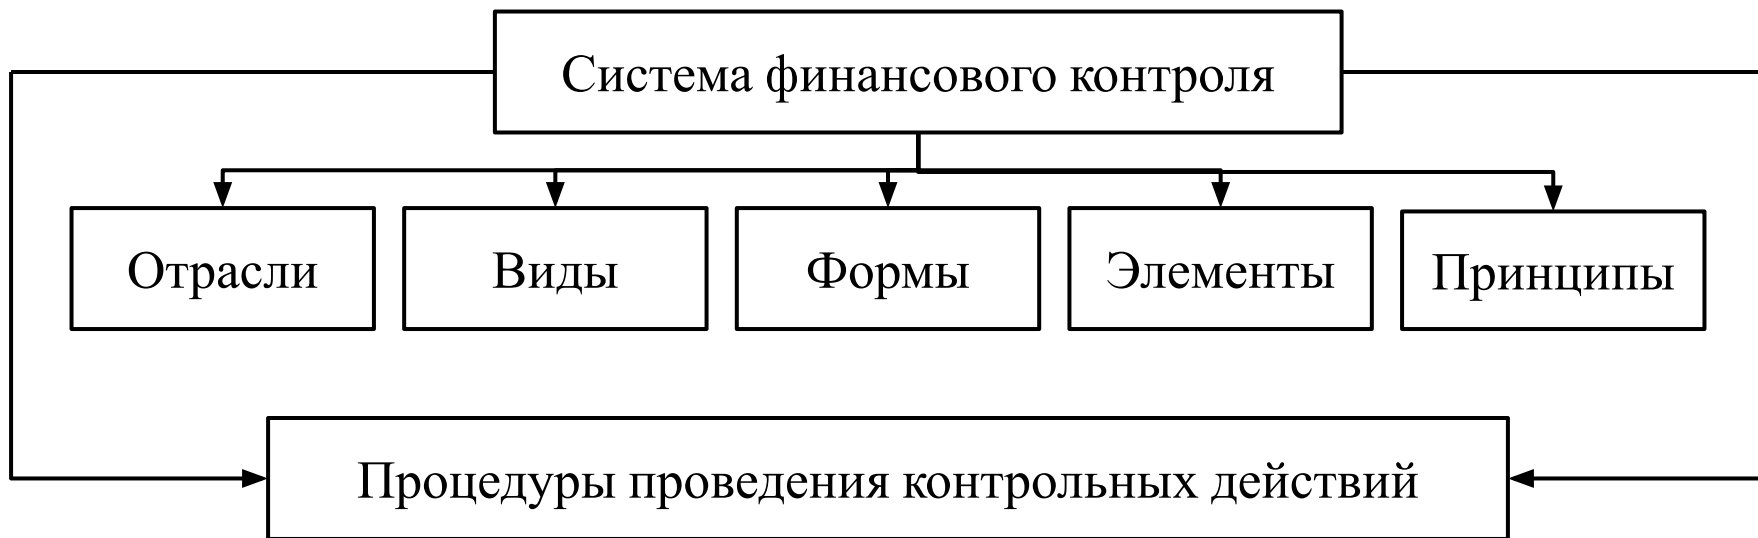 Система финансового контроля
Отрасли
Виды
Формы
Элементы
Принципы
Процедуры проведения контрольных действий